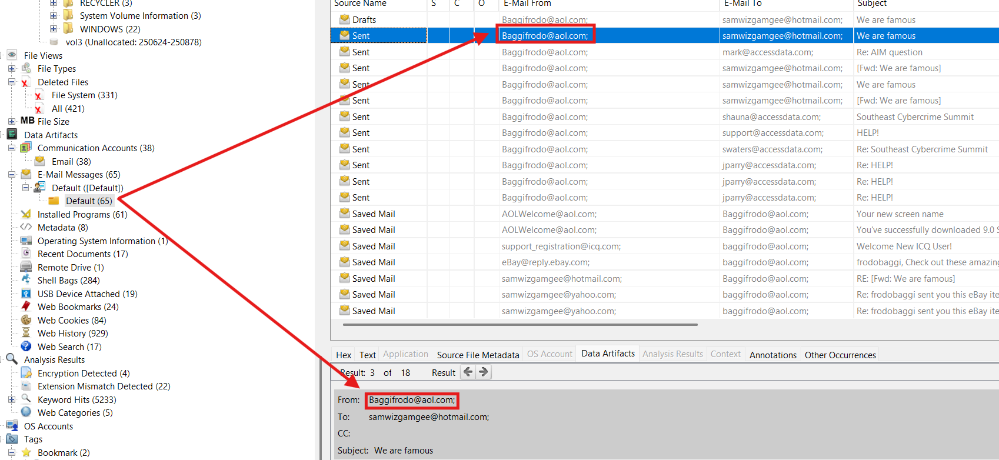 RECYCLER (3)
System Volume Information (3)
WINDOWS (22)
vol3 (Unallocated: 250624-250878)
File Views
File Types
Deleted Files
File System (331)
All (421)
MB File Size
Data Artifacts
Communication Accounts (38)
Email (38)
E-Mail Messages (65)
Default ([Default])
Default (65)
Installed Programs (61)
Metadata (8)
Operating System Information (1)
Recent Documents (17)
Remote Drive (1)
Shell Bags (284)
USB Device Attached (19)
Web Bookmarks (24)
Web Cookies (84)
Web History (929)
Web Search (17)
Analysis Results
Encryption Detected (4)
Extension Mismatch Detected (22)
Keyword Hits (5233)
Web Categories (5)
OS Accounts
Tags
Bookmark (2)
Source Name S C O E-Mail From E-Mail To Subject
Drafts Baggifrodo@aol.com; samwizgamgee@hotmail.com; We are famous
Sent Baggifrodo@aol.com; samwizgamgee@hotmail.com; We are famous
Sent Baggifrodo@aol.com; mark@accessdata.com; Re: AIM question
Sent Baggifrodo@aol.com; samwizgamgee@hotmail.com; [Fwd: We are famous]
Sent Baggifrodo@aol.com; samwizgamgee@hotmail.com; We are famous
Sent Baggifrodo@aol.com; samwizgamgee@hotmail.com; [Fwd: We are famous]
Sent Baggifrodo@aol.com; shauna@accessdata.com; Southeast Cybercrime Summit
Sent Baggifrodo@aol.com; support@accessdata.com; HELP!
Sent Baggifrodo@aol.com; swaters@accessdata.com; Re: Southeast Cybercrime Summit
Sent Baggifrodo@aol.com; jparry@accessdata.com; Re: HELP!
Sent Baggifrodo@aol.com; jparry@accessdata.com; Re: HELP!
Sent Baggifrodo@aol.com; jparry@accessdata.com; Re: HELP!
Saved Mail AOLWelcome@aol.com; Baggifrodo@aol.com; Your new screen name
Saved Mail AOLWelcome@aol.com; Baggifrodo@aol.com; You've successfully downloaded 9.0 S
Saved Mail support_registration@icq.com; baggifrodo@aol.com; Welcome New ICQ User!
Saved Mail eBay@reply.ebay.com; baggifrodo@aol.com; frodobaggi, Check out these amazing
Saved Mail samwizgamgee@hotmail.com; Baggifrodo@aol.com; RE: [Fwd: We are famous]
Saved Mail samwizgamgee@yahoo.com; baggifrodo@aol.com; Re: frodobaggi sent you this eBay ite
Saved Mail samwizgamgee@yahoo.com; baggifrodo@aol.com; Re: frodobaggi sent you this eBay ite
Hex Text Application Source File Metadata OS Account Data Artifacts Analysis Results Context Annotations Other Occurrences
Result: 3 of 18 Result
From: Baggifrodo@aol.com;
To: samwizgamgee@hotmail.com;
CC:
Subject: We are famous